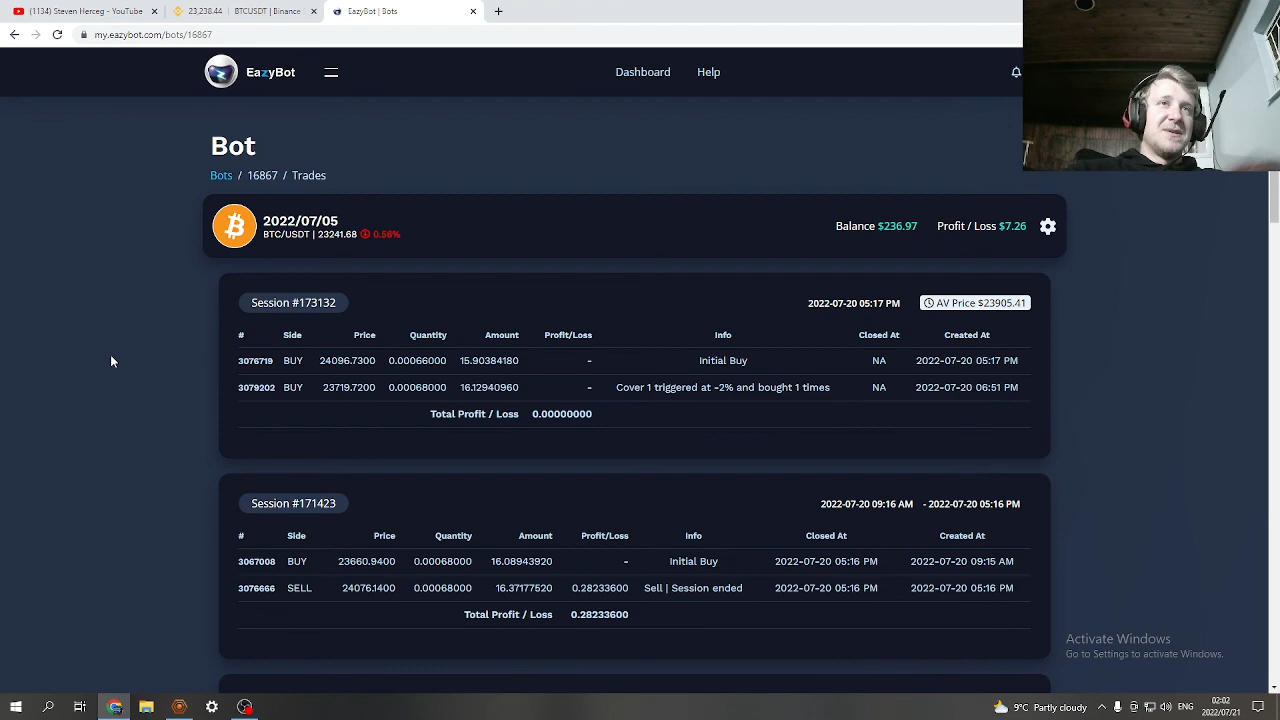 (1134) Steven Herceg - YouTube
23,238.44 BTCUSDT | Binance
EazyBot | Bots
my.eazybot.com/bots/16867
EazyBot
Dashboard
Help
Bot
Bots / 16867 / Trades
2022/07/05
BTC/USDT | 23241.68 0.56%
Balance $236.97
Profit / Loss $7.26
Session #173132
2022-07-20 05:17 PM
AV Price $23905.41
# Side Price Quantity Amount Profit/Loss Info Closed At Created At
3076719 BUY 24096.7300 0.00066000 15.90384180 - Initial Buy NA 2022-07-20 05:17 PM
3079202 BUY 23719.7200 0.00068000 16.12940960 - Cover 1 triggered at -2% and bought 1 times NA 2022-07-20 06:51 PM
Total Profit / Loss 0.00000000
Session #171423
2022-07-20 09:16 AM - 2022-07-20 05:16 PM
# Side Price Quantity Amount Profit/Loss Info Closed At Created At
3067008 BUY 23660.9400 0.00068000 16.08943920 - Initial Buy 2022-07-20 05:16 PM 2022-07-20 09:15 AM
3076666 SELL 24076.1400 0.00068000 16.37177520 0.28233600 Sell | Session ended 2022-07-20 05:16 PM 2022-07-20 05:16 PM
Total Profit / Loss 0.28233600
Activate Windows
Go to Settings to activate Windows.
9°C Partly cloudy
ENG
02:02
2022/07/21